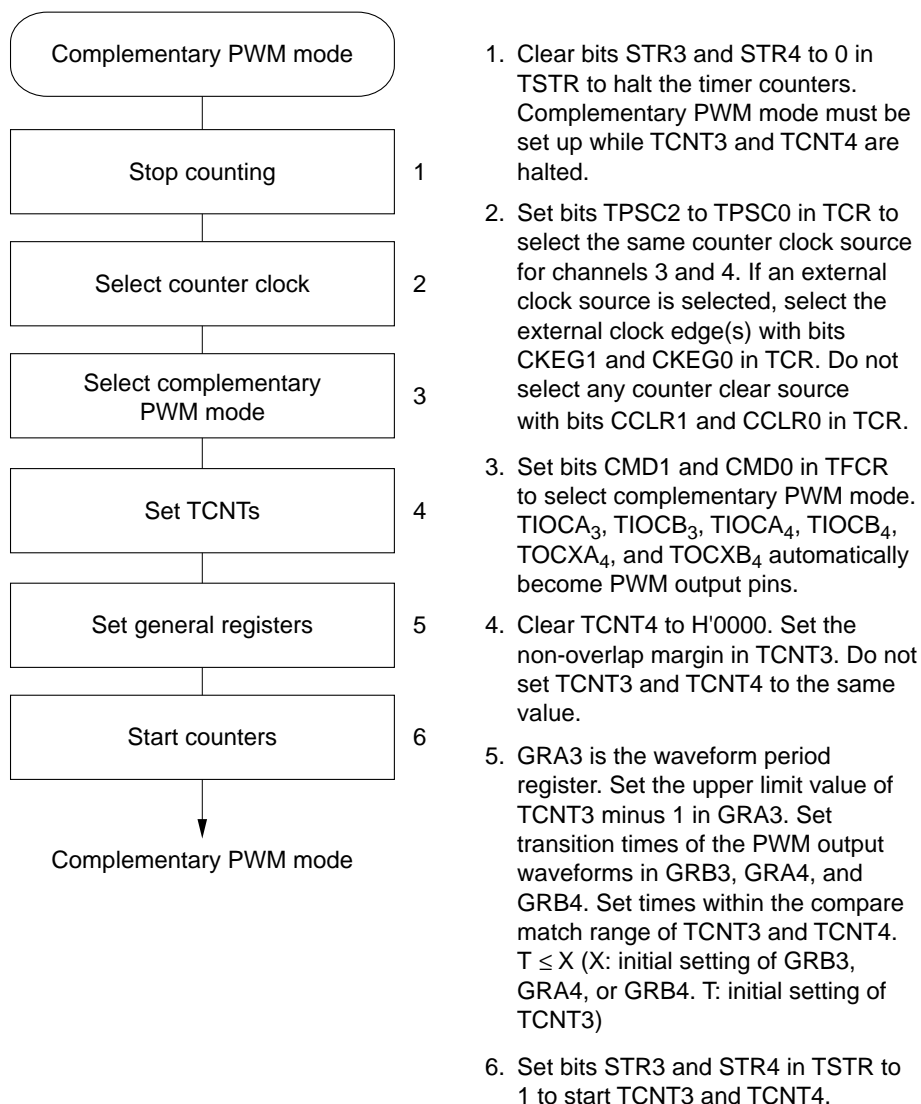 Complementary PWM mode
Stop counting
1
Select counter clock
2
Select complementary
PWM mode
3
Set TCNTs
4
Set general registers
5
Start counters
6
Complementary PWM mode
1. Clear bits STR3 and STR4 to 0 in
TSTR to halt the timer counters.
Complementary PWM mode must be
set up while TCNT3 and TCNT4 are
halted.
2. Set bits TPSC2 to TPSC0 in TCR to
select the same counter clock source
for channels 3 and 4. If an external
clock source is selected, select the
external clock edge(s) with bits
CKEG1 and CKEG0 in TCR. Do not
select any counter clear source
with bits CCLR1 and CCLR0 in TCR.
3. Set bits CMD1 and CMD0 in TFCR
to select complementary PWM mode.
TIOCA₃, TIOCB₃, TIOCA₄, TIOCB₄,
TOCXA₄, and TOCXB₄ automatically
become PWM output pins.
4. Clear TCNT4 to H'0000. Set the
non-overlap margin in TCNT3. Do not
set TCNT3 and TCNT4 to the same
value.
5. GRA3 is the waveform period
register. Set the upper limit value of
TCNT3 minus 1 in GRA3. Set
transition times of the PWM output
waveforms in GRB3, GRA4, and
GRB4. Set times within the compare
match range of TCNT3 and TCNT4.
T ≤ X (X: initial setting of GRB3,
GRA4, or GRB4. T: initial setting of
TCNT3)
6. Set bits STR3 and STR4 in TSTR to
1 to start TCNT3 and TCNT4.